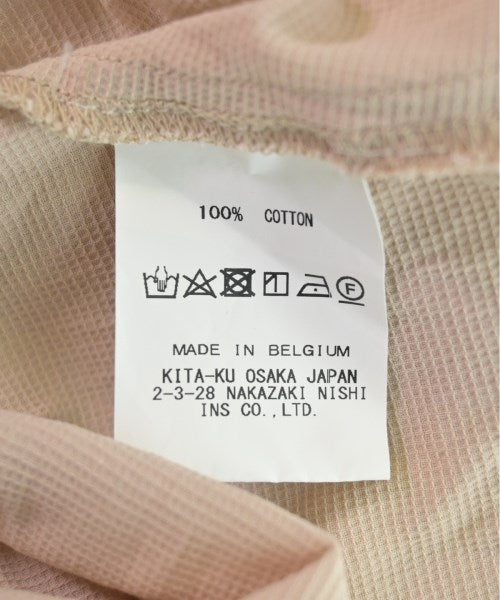 100% COTTON
F
MADE IN BELGIUM
KITA-KU OSAKA JAPAN
2-3-28 NAKAZAKI NISHI
INS CO.,LTD.